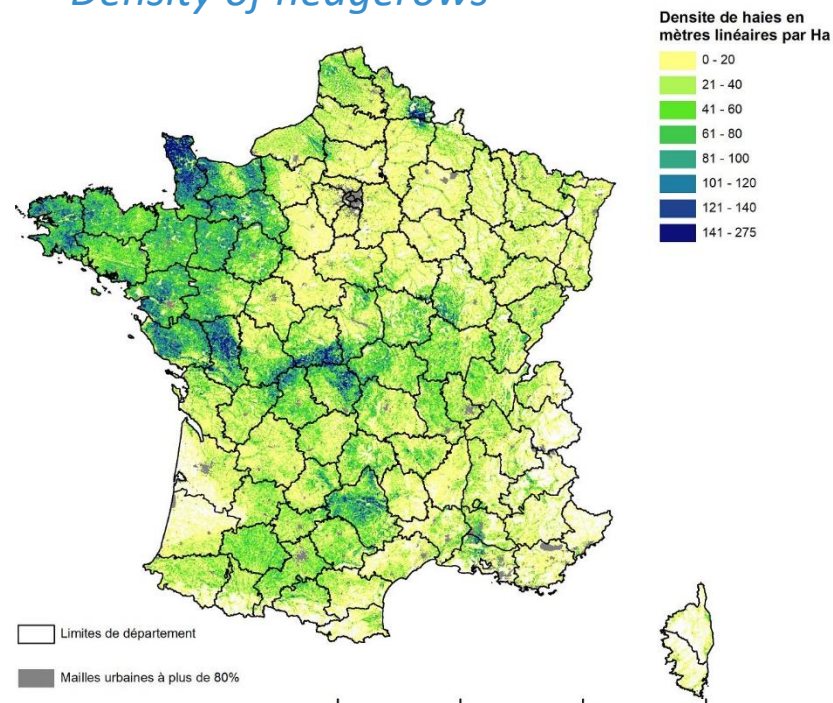 Density of hedgerows
Densite de haies en
mètres linéaires par Ha
0 - 20
21 - 40
41 - 60
61 - 80
81 - 100
101 - 120
121 - 140
141 - 275
Limites de département
Mailles urbaines à plus de 80%